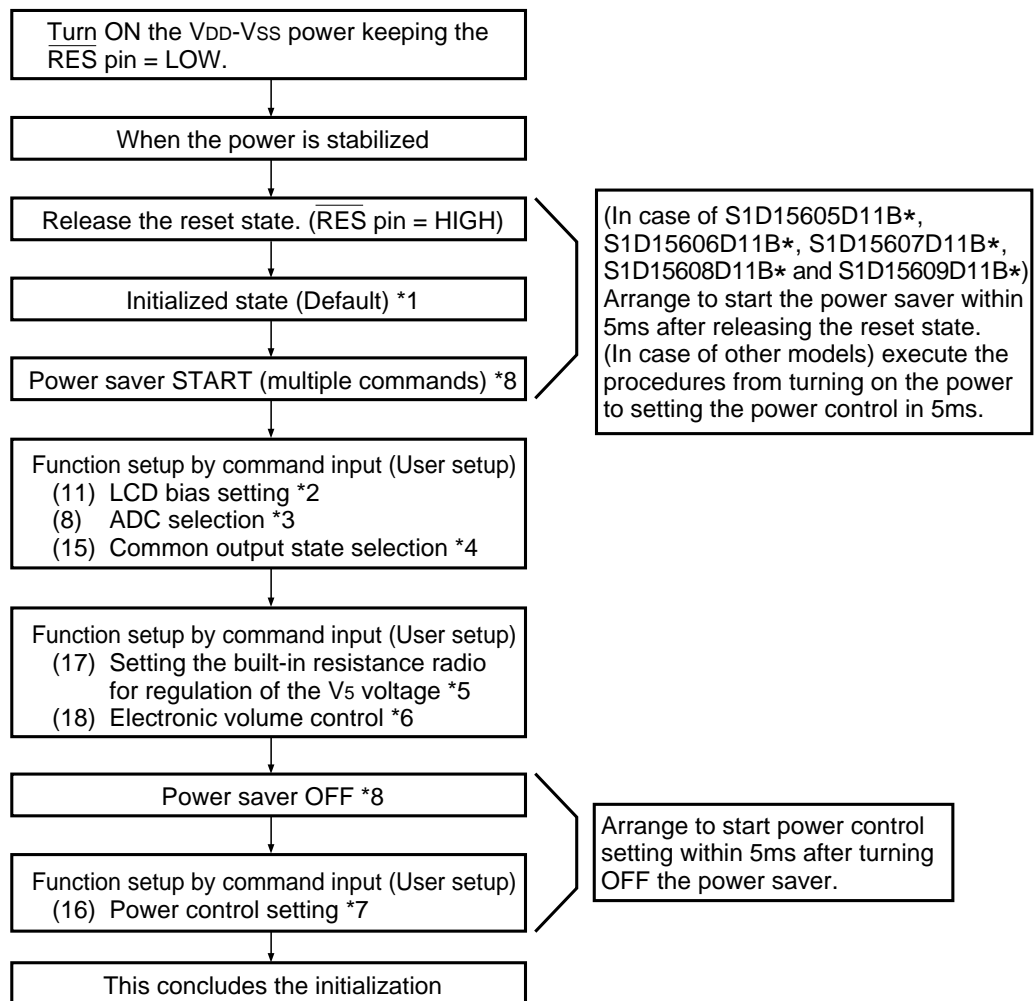 Turn ON the VDD-VSS power keeping the
RES pin = LOW.
When the power is stabilized
Release the reset state. (RES pin = HIGH)
Initialized state (Default) *1
Power saver START (multiple commands) *8
(In case of S1D15605D11B*,
S1D15606D11B*, S1D15607D11B*,
S1D15608D11B* and S1D15609D11B*)
Arrange to start the power saver within
5ms after releasing the reset state.
(In case of other models) execute the
procedures from turning on the power
to setting the power control in 5ms.
Function setup by command input (User setup)
(11) LCD bias setting *2
(8) ADC selection *3
(15) Common output state selection *4
Function setup by command input (User setup)
(17) Setting the built-in resistance radio
for regulation of the V5 voltage *5
(18) Electronic volume control *6
Power saver OFF *8
Function setup by command input (User setup)
(16) Power control setting *7
Arrange to start power control
setting within 5ms after turning
OFF the power saver.
This concludes the initialization